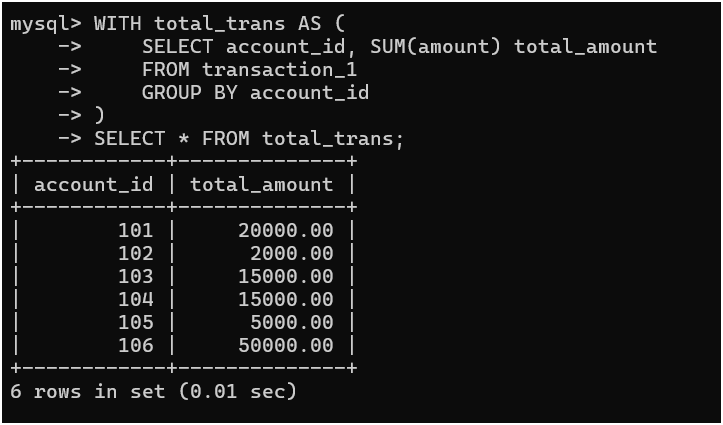 mysql> WITH total_trans AS (
    ->     SELECT account_id, SUM(amount) total_amount
    ->     FROM transaction_1
    ->     GROUP BY account_id
    -> )
    -> SELECT * FROM total_trans;
+------------+--------------+
| account_id | total_amount |
+------------+--------------+
|        101 |     20000.00 |
|        102 |      2000.00 |
|        103 |     15000.00 |
|        104 |     15000.00 |
|        105 |      5000.00 |
|        106 |     50000.00 |
+------------+--------------+
6 rows in set (0.01 sec)